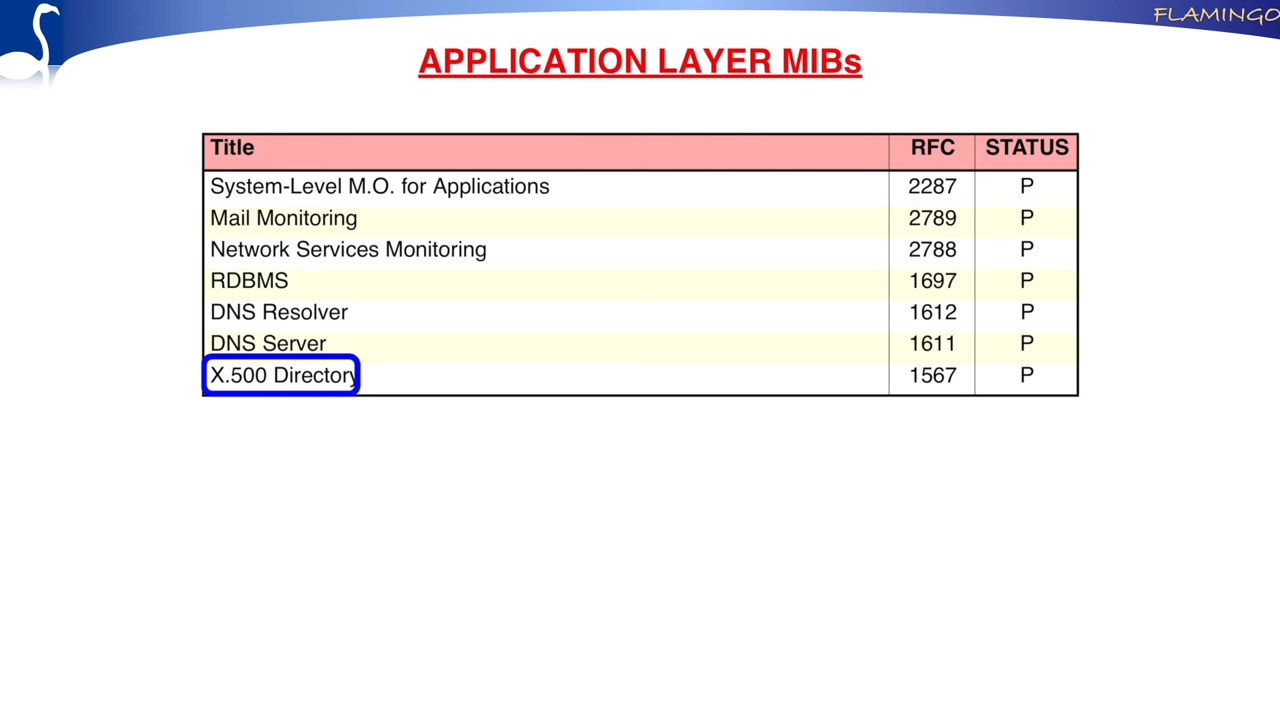 FLAMINGO
APPLICATION LAYER MIBs
Title RFC STATUS
System-Level M.O. for Applications 2287 P
Mail Monitoring 2789 P
Network Services Monitoring 2788 P
RDBMS 1697 P
DNS Resolver 1612 P
DNS Server 1611 P
X.500 Directory 1567 P